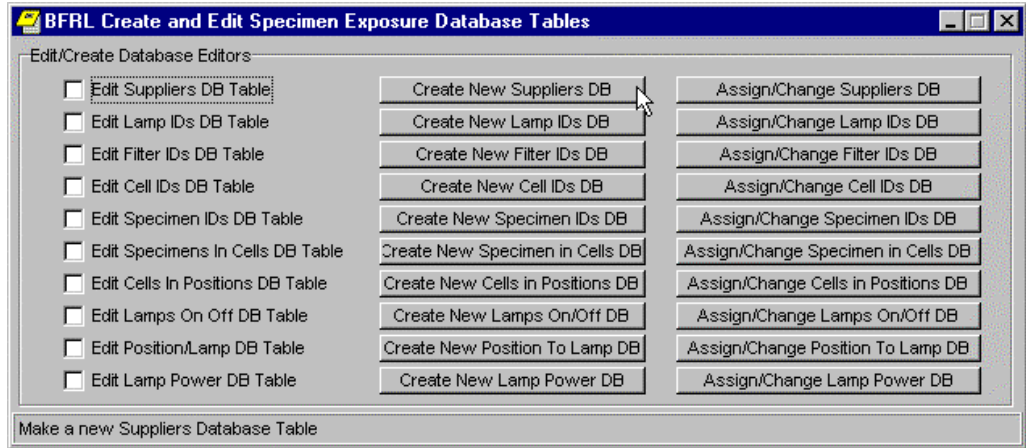 BFRL Create and Edit Specimen Exposure Database Tables
Edit/Create Database Editors
Edit Suppliers DB Table Create New Suppliers DB Assign/Change Suppliers DB
Edit Lamp IDs DB Table Create New Lamp IDs DB Assign/Change Lamp IDs DB
Edit Filter IDs DB Table Create New Filter IDs DB Assign/Change Filter IDs DB
Edit Cell IDs DB Table Create New Cell IDs DB Assign/Change Cell IDs DB
Edit Specimen IDs DB Table Create New Specimen IDs DB Assign/Change Specimen IDs DB
Edit Specimens In Cells DB Table Create New Specimen in Cells DB Assign/Change Specimen in Cells DB
Edit Cells In Positions DB Table Create New Cells in Positions DB Assign/Change Cells in Positions DB
Edit Lamps On Off DB Table Create New Lamps On/Off DB Assign/Change Lamps On/Off DB
Edit Position/Lamp DB Table Create New Position To Lamp DB Assign/Change Position To Lamp DB
Edit Lamp Power DB Table Create New Lamp Power DB Assign/Change Lamp Power DB
Make a new Suppliers Database Table